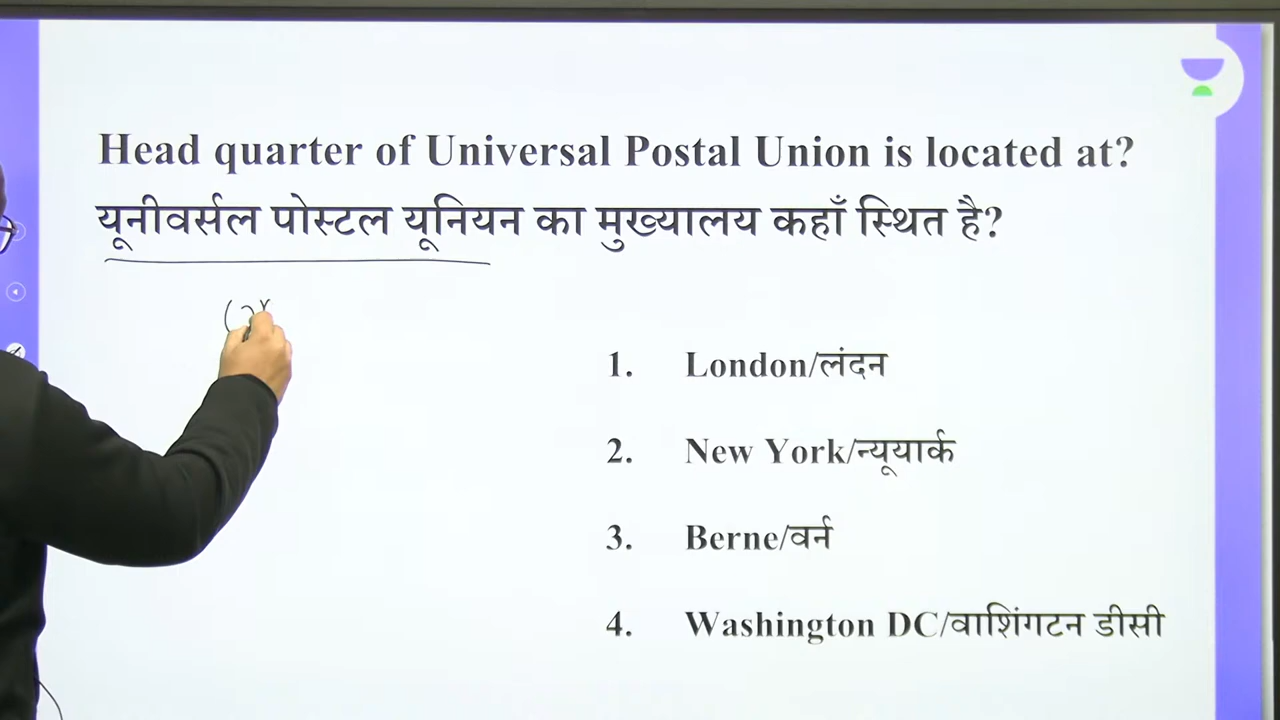 Head quarter of Universal Postal Union is located at?
यूनीवर्सल पोस्टल यूनियन का मुख्यालय कहाँ स्थित है?
1. London/लंदन
2. New York/न्यूयार्क
3. Berne/वर्न
4. Washington DC/वाशिंगटन डीसी